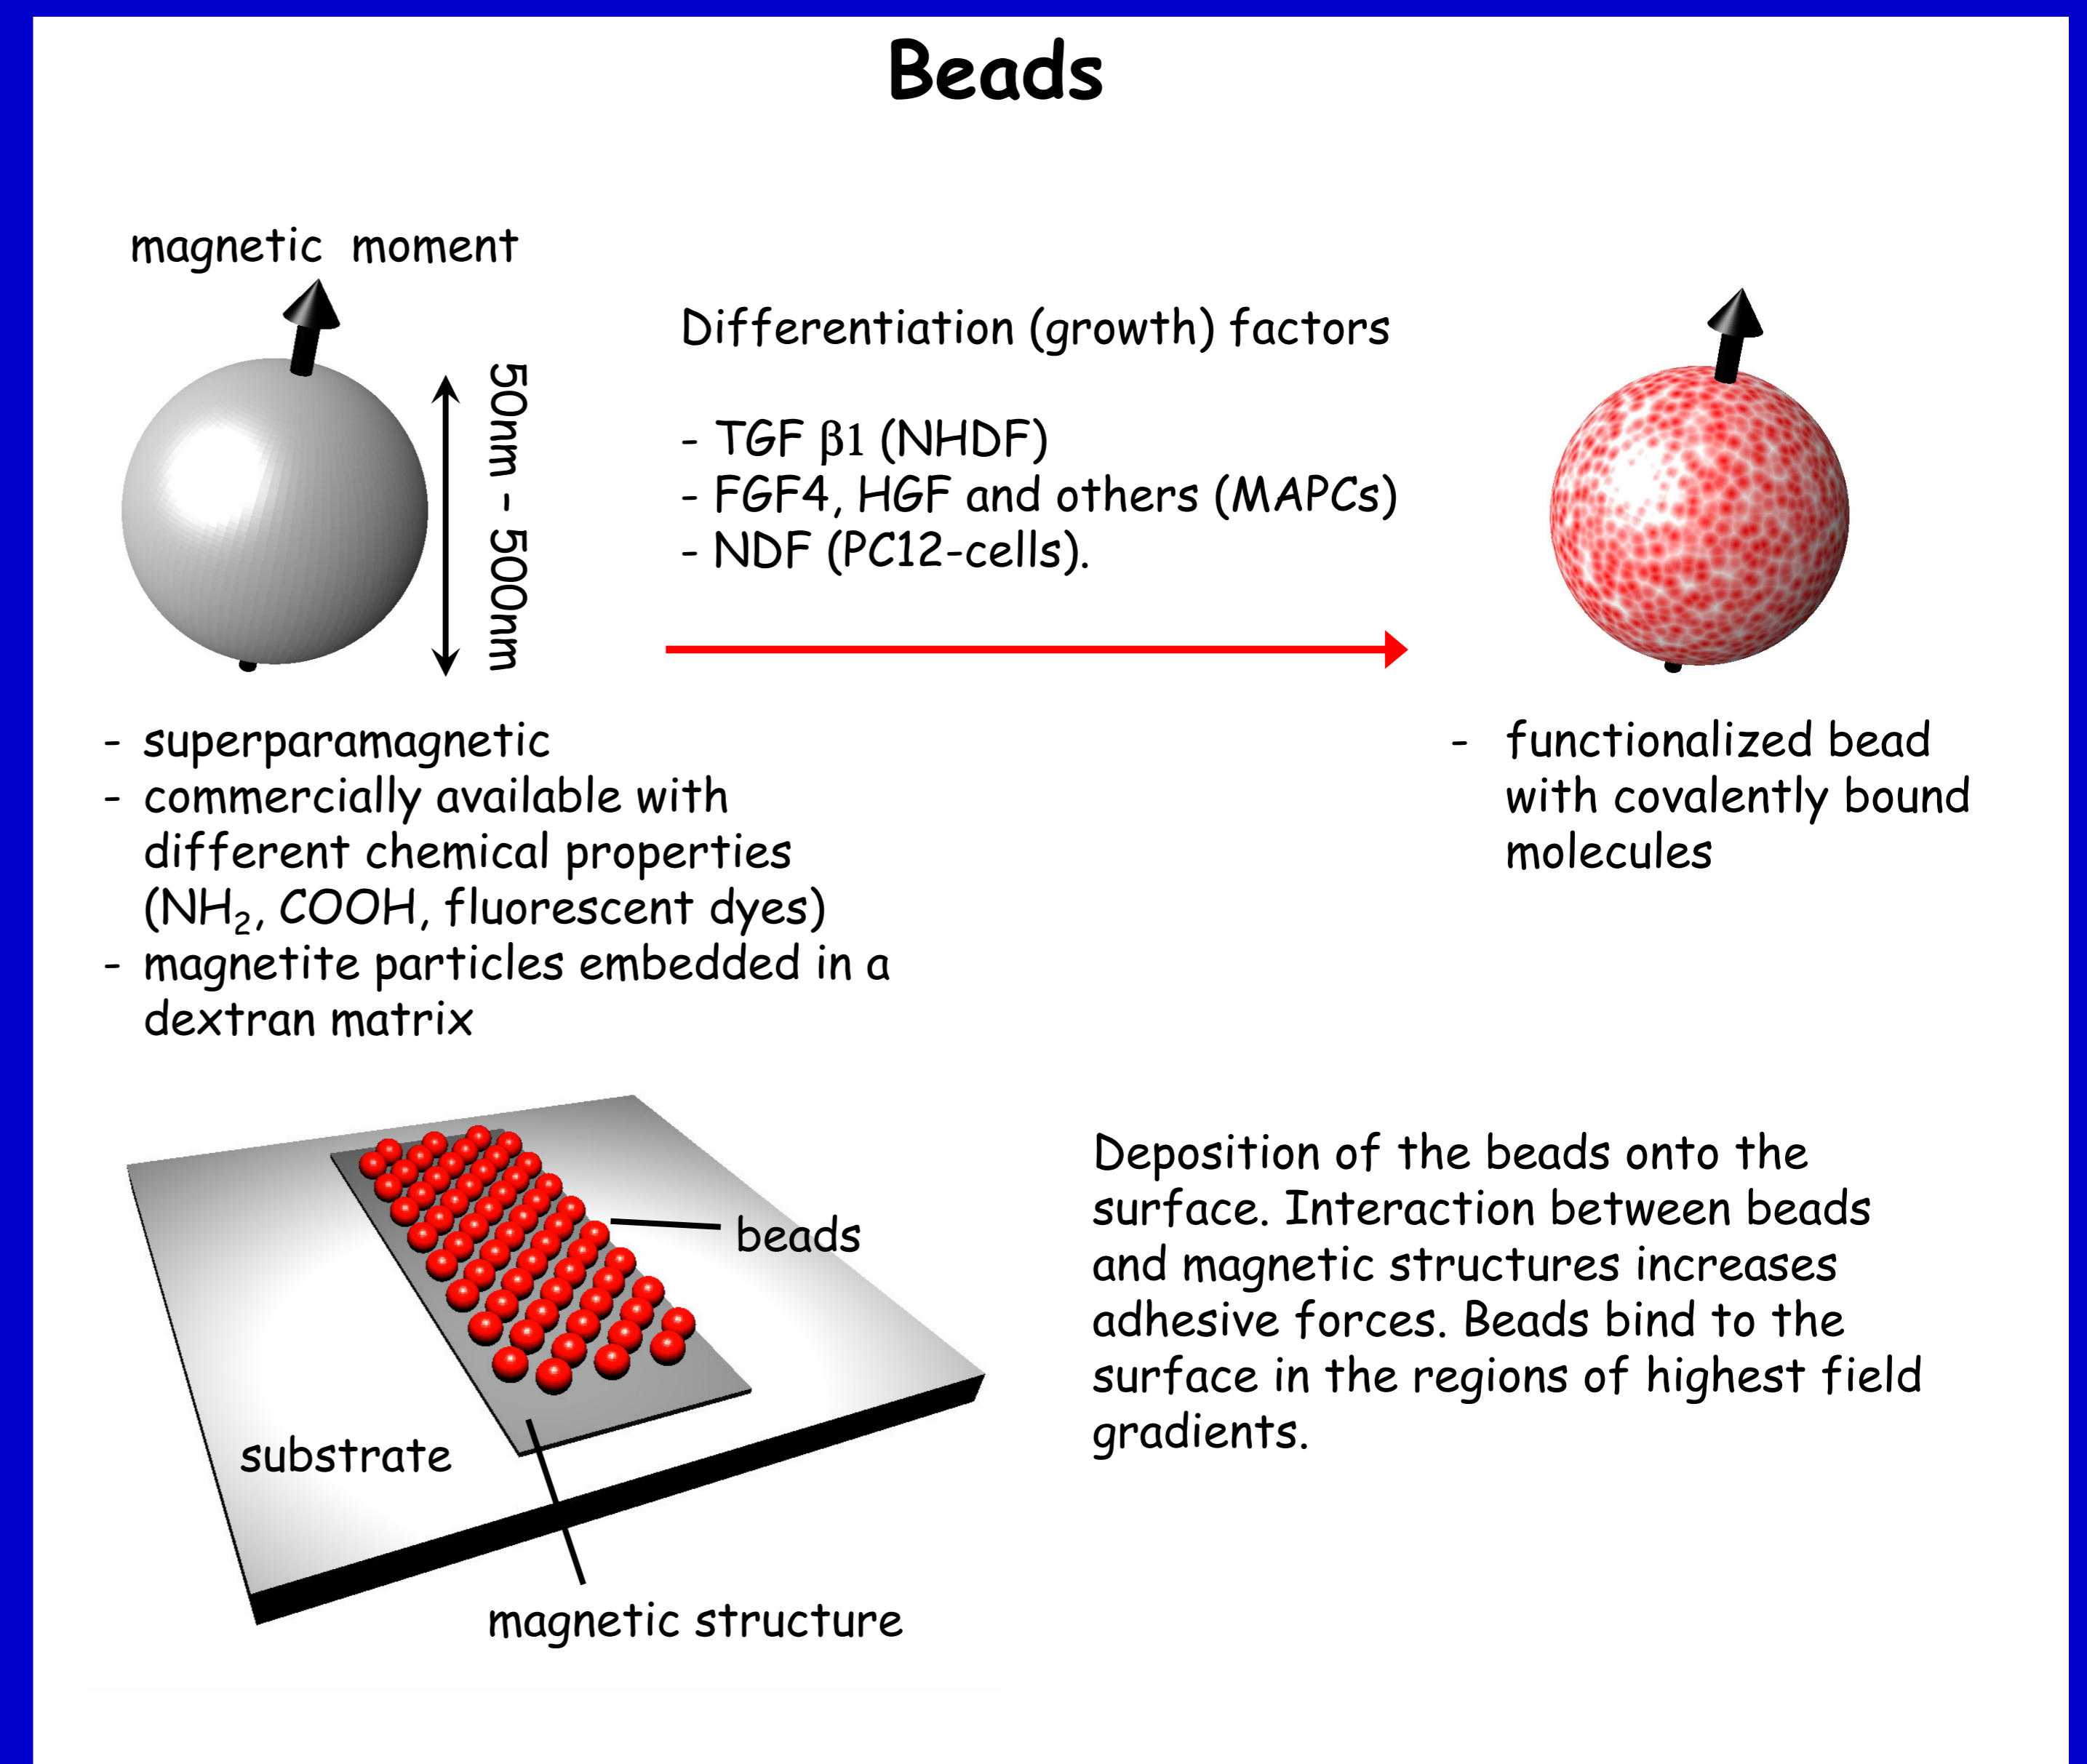 Beads
magnetic moment
50nm - 500nm
Differentiation (growth) factors
- TGF β1 (NHDF)
- FGF4, HGF and others (MAPCs)
- NDF (PC12-cells).
- superparamagnetic
- commercially available with
different chemical properties
(NH₂, COOH, fluorescent dyes)
- magnetite particles embedded in a
dextran matrix
- functionalized bead
with covalently bound
molecules
beads
substrate
magnetic structure
Deposition of the beads onto the
surface. Interaction between beads
and magnetic structures increases
adhesive forces. Beads bind to the
surface in the regions of highest field
gradients.